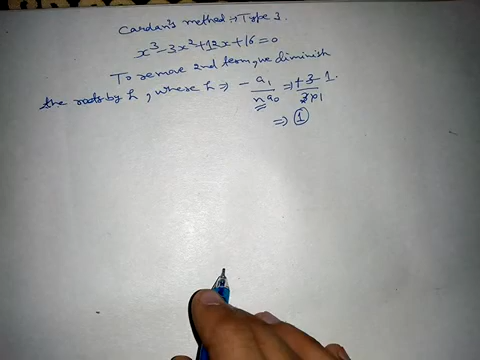 Cardan's method :→ Type 3.
x³ - 3x² + 12x + 16 = 0
To remove 2nd term, we diminish
the roots by h, where h ⇒ - a₁/na₀ ⇒ +3/3×1 - 1.
⇒ ①